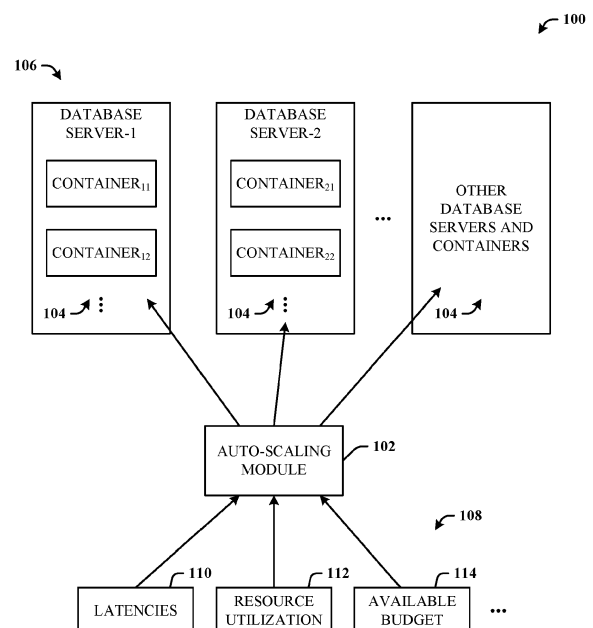 100
106
DATABASE
SERVER-1
CONTAINER₁₁
CONTAINER₁₂
104
DATABASE
SERVER-2
CONTAINER₂₁
CONTAINER₂₂
104
...
OTHER
DATABASE
SERVERS AND
CONTAINERS
104
AUTO-SCALING
MODULE
102
108
110
LATENCIES
112
RESOURCE
UTILIZATION
114
AVAILABLE
BUDGET
...